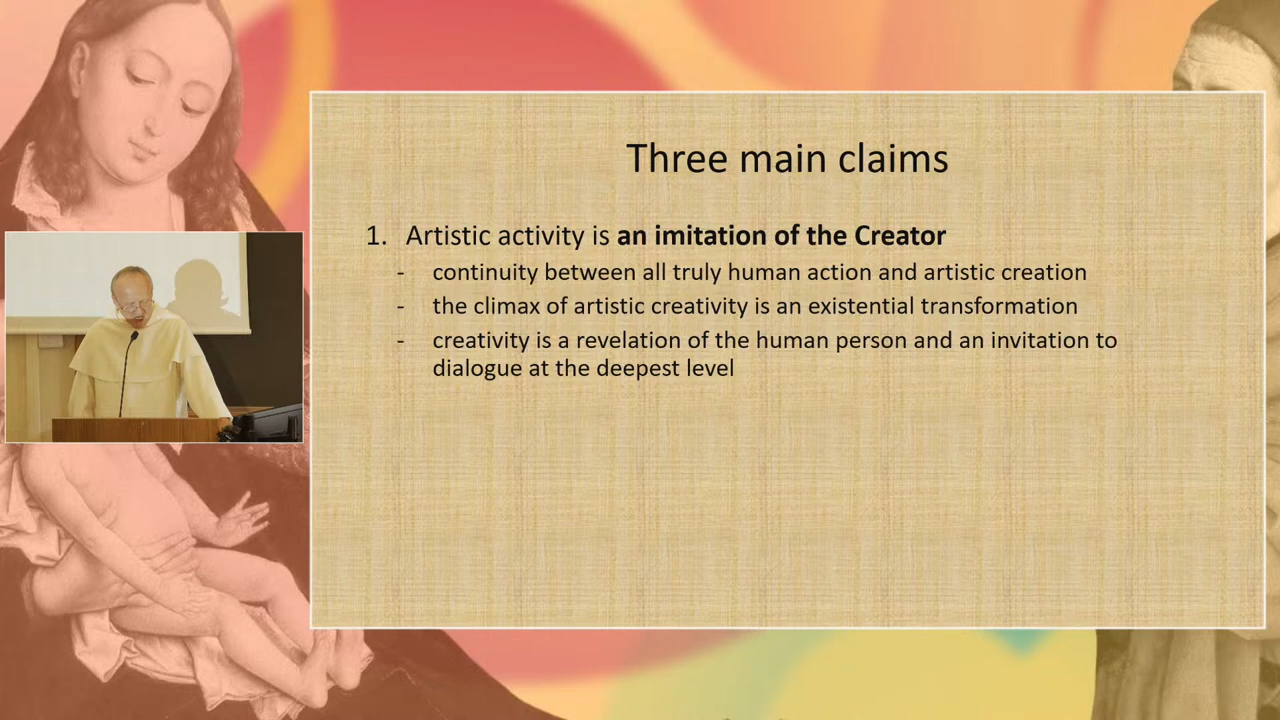 Three main claims
1. Artistic activity is an imitation of the Creator
- continuity between all truly human action and artistic creation
- the climax of artistic creativity is an existential transformation
- creativity is a revelation of the human person and an invitation to
dialogue at the deepest level